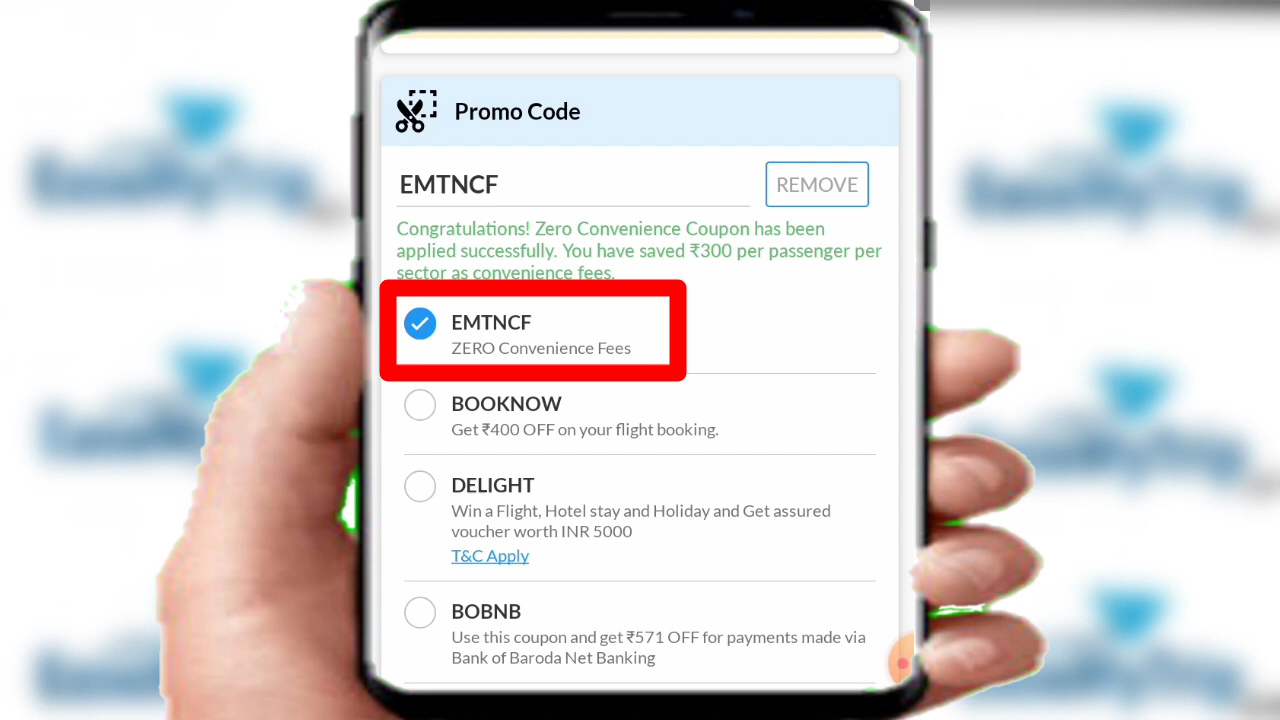 Promo Code
EMTNCF
REMOVE
Congratulations! Zero Convenience Coupon has been
applied successfully. You have saved ₹300 per passenger per
sector as convenience fees.
EMTNCF
ZERO Convenience Fees
BOOKNOW
Get ₹400 OFF on your flight booking.
DELIGHT
Win a Flight, Hotel stay and Holiday and Get assured
voucher worth INR 5000
T&C Apply
BOBNB
Use this coupon and get ₹571 OFF for payments made via
Bank of Baroda Net Banking